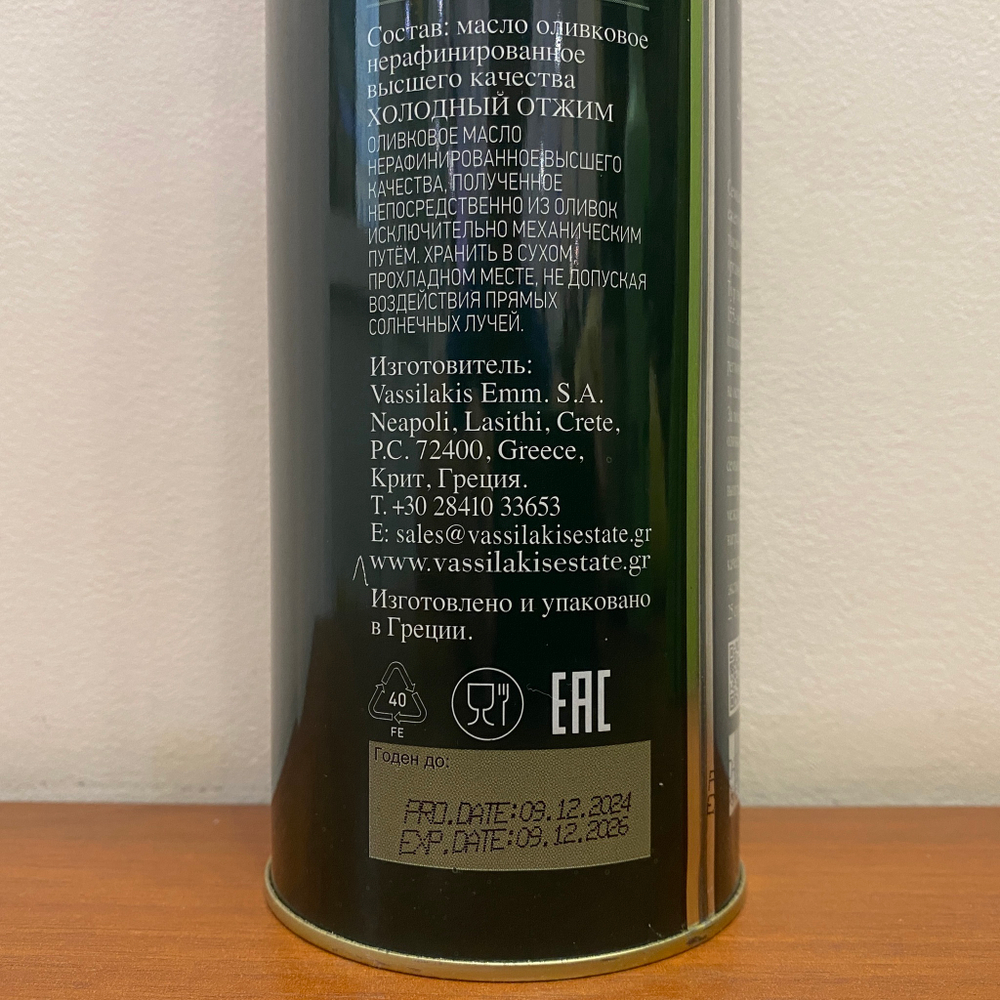 Состав: масло оливковое
нерафинированное
высшего качества
ХОЛОДНЫЙ ОТЖИМ
ОЛИВКОВОЕ МАСЛО
НЕРАФИНИРОВАННОЕ ВЫСШЕГО
КАЧЕСТВА, ПОЛУЧЕННОЕ
НЕПОСРЕДСТВЕННО ИЗ ОЛИВОК
ИСКЛЮЧИТЕЛЬНО МЕХАНИЧЕСКИМ
ПУТЁМ. ХРАНИТЬ В СУХОМ,
ПРОХЛАДНОМ МЕСТЕ, НЕ ДОПУСКАЯ
ВОЗДЕЙСТВИЯ ПРЯМЫХ
СОЛНЕЧНЫХ ЛУЧЕЙ.
Изготовитель:
Vassilakis Emm. S.A.
Neapoli, Lasithi, Crete,
P.C. 72400, Greece,
Крит, Греция.
T. +30 28410 33653
E: sales@vassilakisestate.gr
www.vassilakisestate.gr
Изготовлено и упаковано
в Греции.
40
FE
EAC
Годен до:
PRO.DATE:09.12.2024
EXP.DATE:09.12.2026